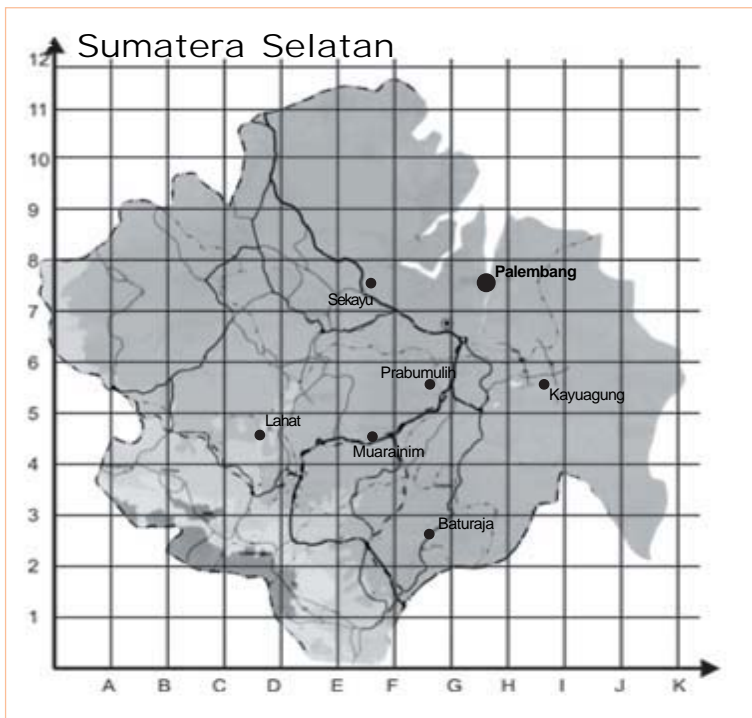 Sumatera Selatan
12
11
10
9
8
Palembang
Sekayu
7
6
Prabumulih
Kayuagung
5
Lahat
Muarainim
4
3
Baturaja
2
1
A B C D E F G H I J K